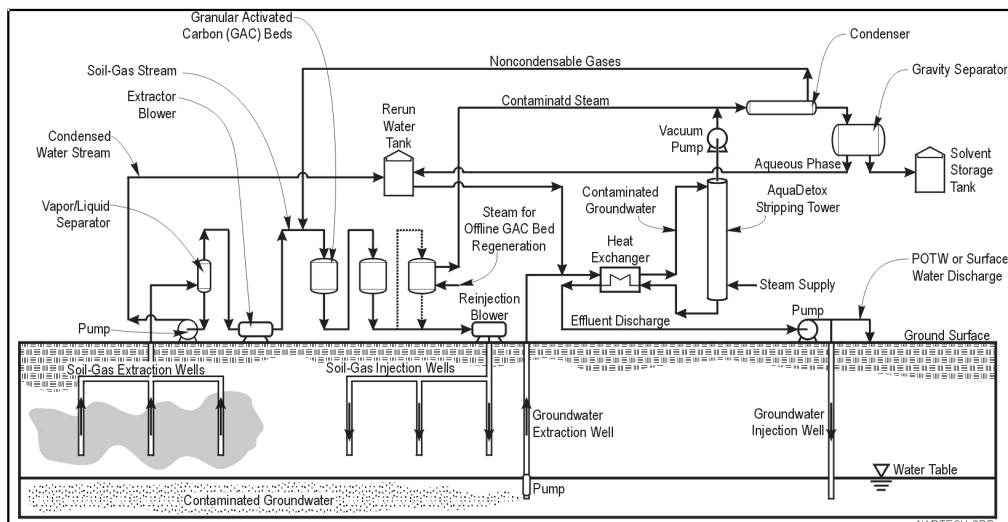 Granular Activated
Carbon (GAC) Beds
Condenser
Noncondensable Gases
Soil-Gas Stream
Gravity Separator
Extractor
Blower
Contaminatd Steam
Rerun
Water
Tank
Vacuum
Pump
Condensed
Water Stream
Aqueous Phase
Solvent
Storage
Tank
Contaminated
Groundwater
AquaDetox
Stripping Tower
Vapor/Liquid
Separator
Steam for
Offline GAC Bed
Regeneration
Heat
Exchanger
POTW or Surface
Water Discharge
Steam Supply
Reinjection
Blower
Pump
Pump
Effluent Discharge
Ground Surface
Soil-Gas Extraction Wells
Soil-Gas Injection Wells
Groundwater
Extraction Well
Groundwater
Injection Well
Water Table
Pump
Contaminated Groundwater